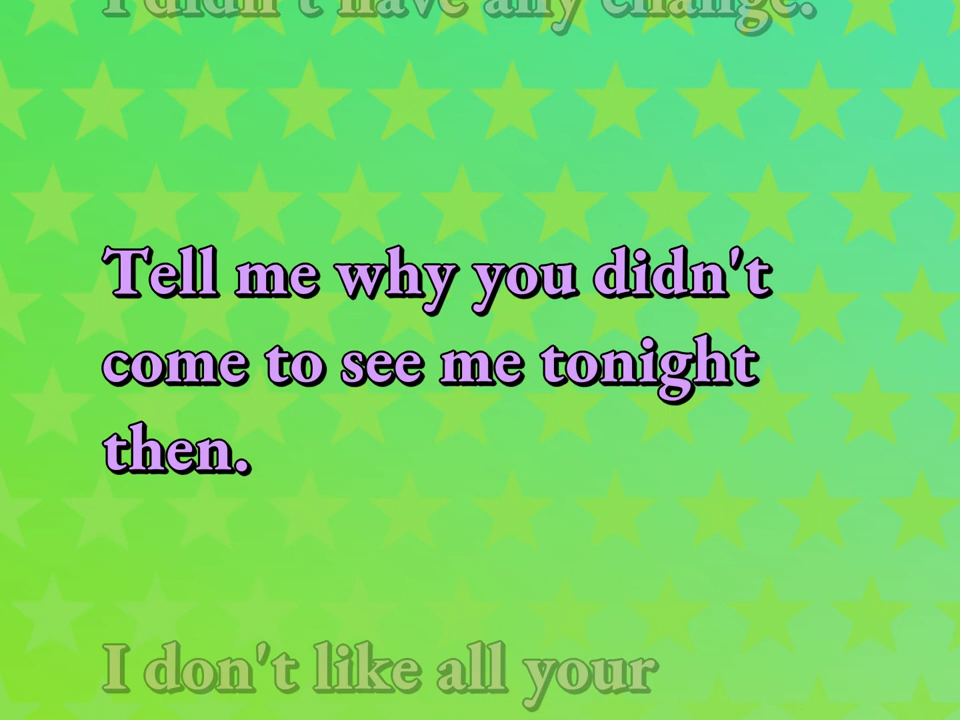 I didn't have any change.
Tell me why you didn't
come to see me tonight
then.
I don't like all your